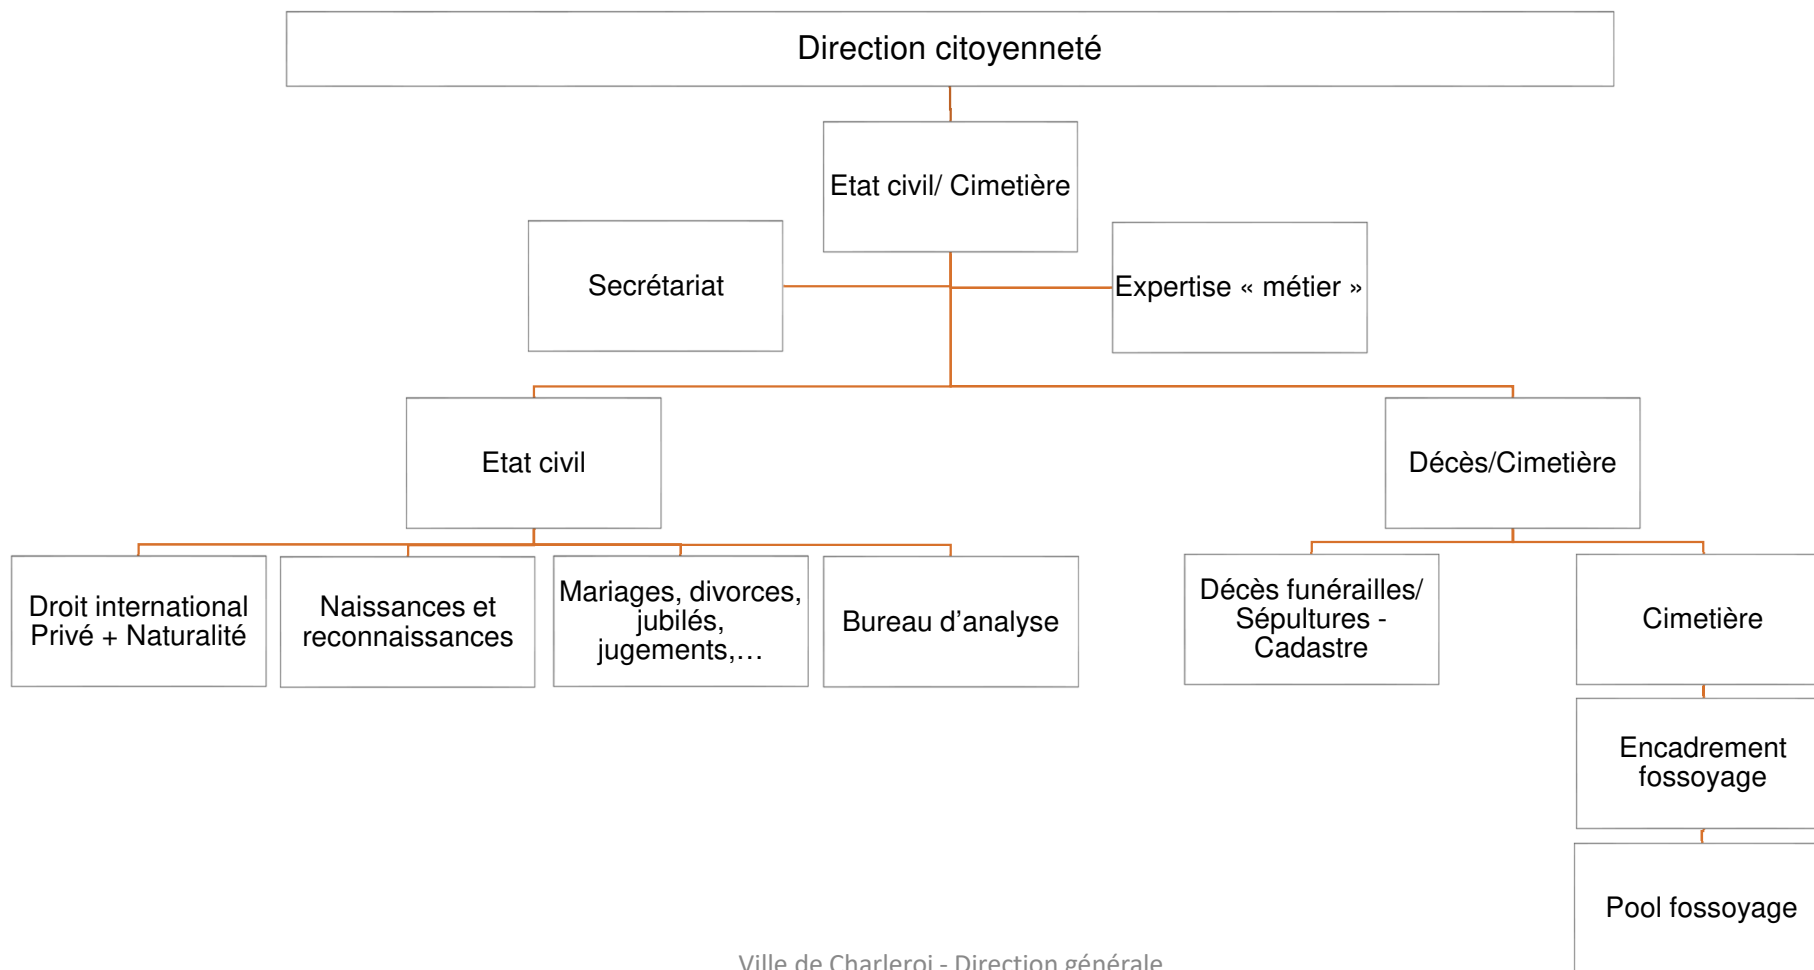 Direction citoyenneté
Etat civil/ Cimetière
Secrétariat
Expertise « métier »
Etat civil
Décès/Cimetière
Droit international
Privé + Naturalité
Naissances et
reconnaissances
Mariages, divorces,
jubilés,
jugements,…
Bureau d’analyse
Décès funérailles/
Sépultures -
Cadastre
Cimetière
Encadrement
fossoyage
Pool fossoyage
Ville de Charleroi - Direction générale